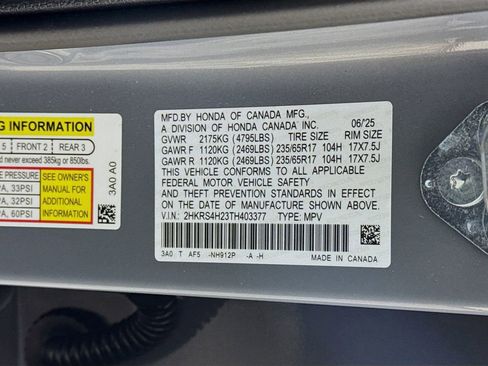 G INFORMATION
5 FRONT 2 REAR 3
d never exceed 385kg or 850lbs.
E PRESSURE SEE OWNER'S
PA, 33PSI MANUAL FOR
PA, 32PSI ADDITIONAL
PA, 60PSI INFORMATION
3A0 A0
MFD.BY HONDA OF CANADA MFG., 06/25
A DIVISION OF HONDA CANADA INC.
GVWR 2175KG (4795LBS) TIRE SIZE RIM SIZE
GAWR F 1120KG (2469LBS) 235/65R17 104H 17X7.5J
GAWR R 1120KG (2469LBS) 235/65R17 104H 17X7.5J
THIS VEHICLE CONFORMS TO ALL APPLICABLE
FEDERAL MOTOR VEHICLE SAFETY
AND THEFT PREVENTION STANDARDS IN EFFECT
ON THE DATE OF MANUFACTURE SHOWN ABOVE.
V.I.N.: 2HKRS4H23TH403377 TYPE: MPV
3A0 T AF5 -NH912P -A -H MADE IN CANADA